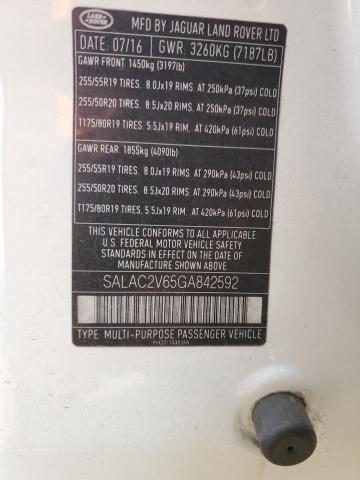 LAND ROVER
MFD BY JAGUAR LAND ROVER LTD
DATE: 07/16 GWR: 3260KG (7187LB)
GAWR FRONT: 1450kg (3197lb)
255/55R19 TIRES. 8.0Jx19 RIMS. AT 250kPa (37psi) COLD
255/50R20 TIRES. 8.5Jx20 RIMS. AT 250kPa (37psi) COLD
T175/80R19 TIRES. 5.5Jx19 RIM. AT 420kPa (61psi) COLD
GAWR REAR. 1855kg (4090lb)
255/55R19 TIRES. 8.0Jx19 RIMS. AT 290kPa (43psi) COLD
255/50R20 TIRES. 8.5Jx20 RIMS. AT 290kPa (43psi) COLD
T175/80R19 TIRES. 5.5Jx19 RIM. AT 420kPa (61psi) COLD
THIS VEHICLE CONFORMS TO ALL APPLICABLE
U.S. FEDERAL MOTOR VEHICLE SAFETY
STANDARDS IN EFFECT ON THE DATE OF
MANUFACTURE SHOWN ABOVE
SALAC2V65GA842592
TYPE: MULTI-PURPOSE PASSENGER VEHICLE